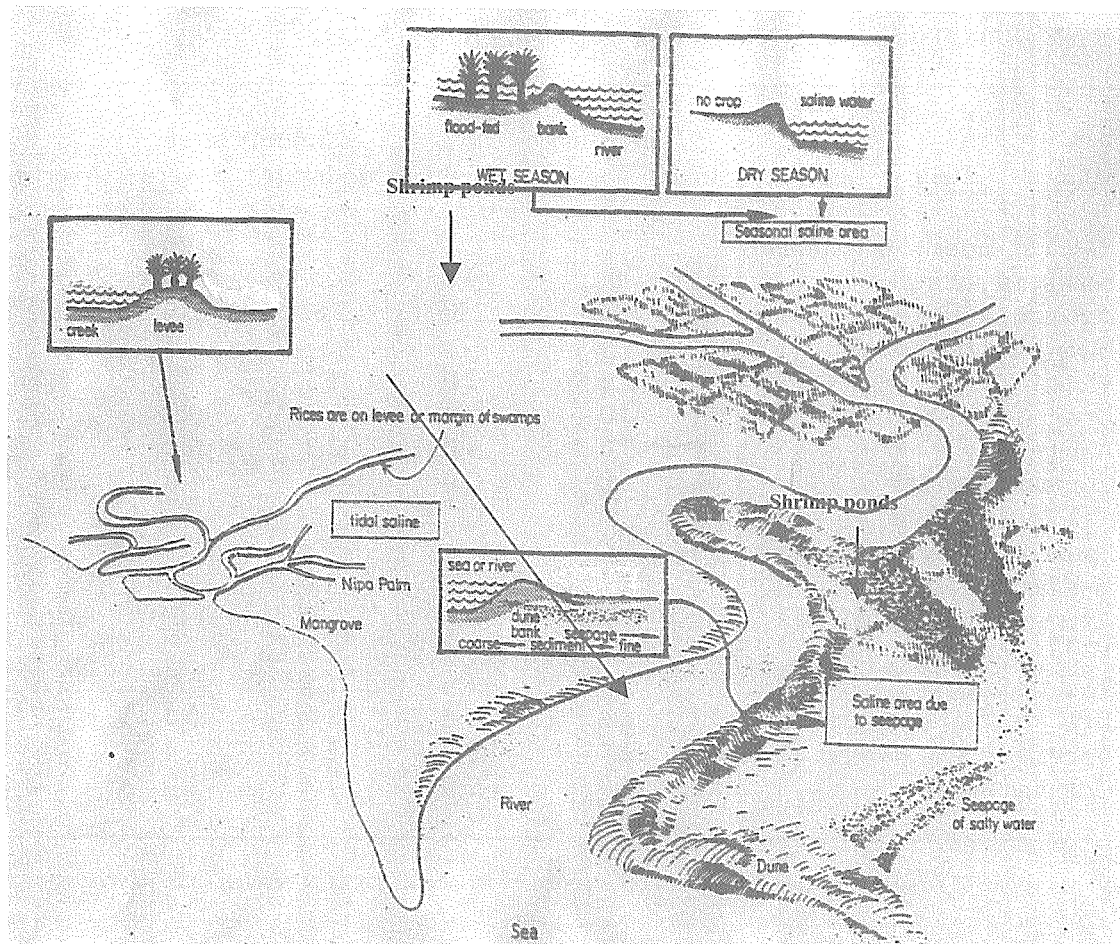 flood-fed
bank
river
WET SEASON
no crop
saline water
DRY SEASON
Shrimp ponds
Seasonal saline area
creek
levee
Rices are on levee or margin of swamps
Shrimp ponds
tidal saline
sea or river
Nipa Palm
dune
Mangrove
bank seepage
coarse sediment fine
Saline area due
to seepage
River
Seepage
of salty water
Dune
Sea